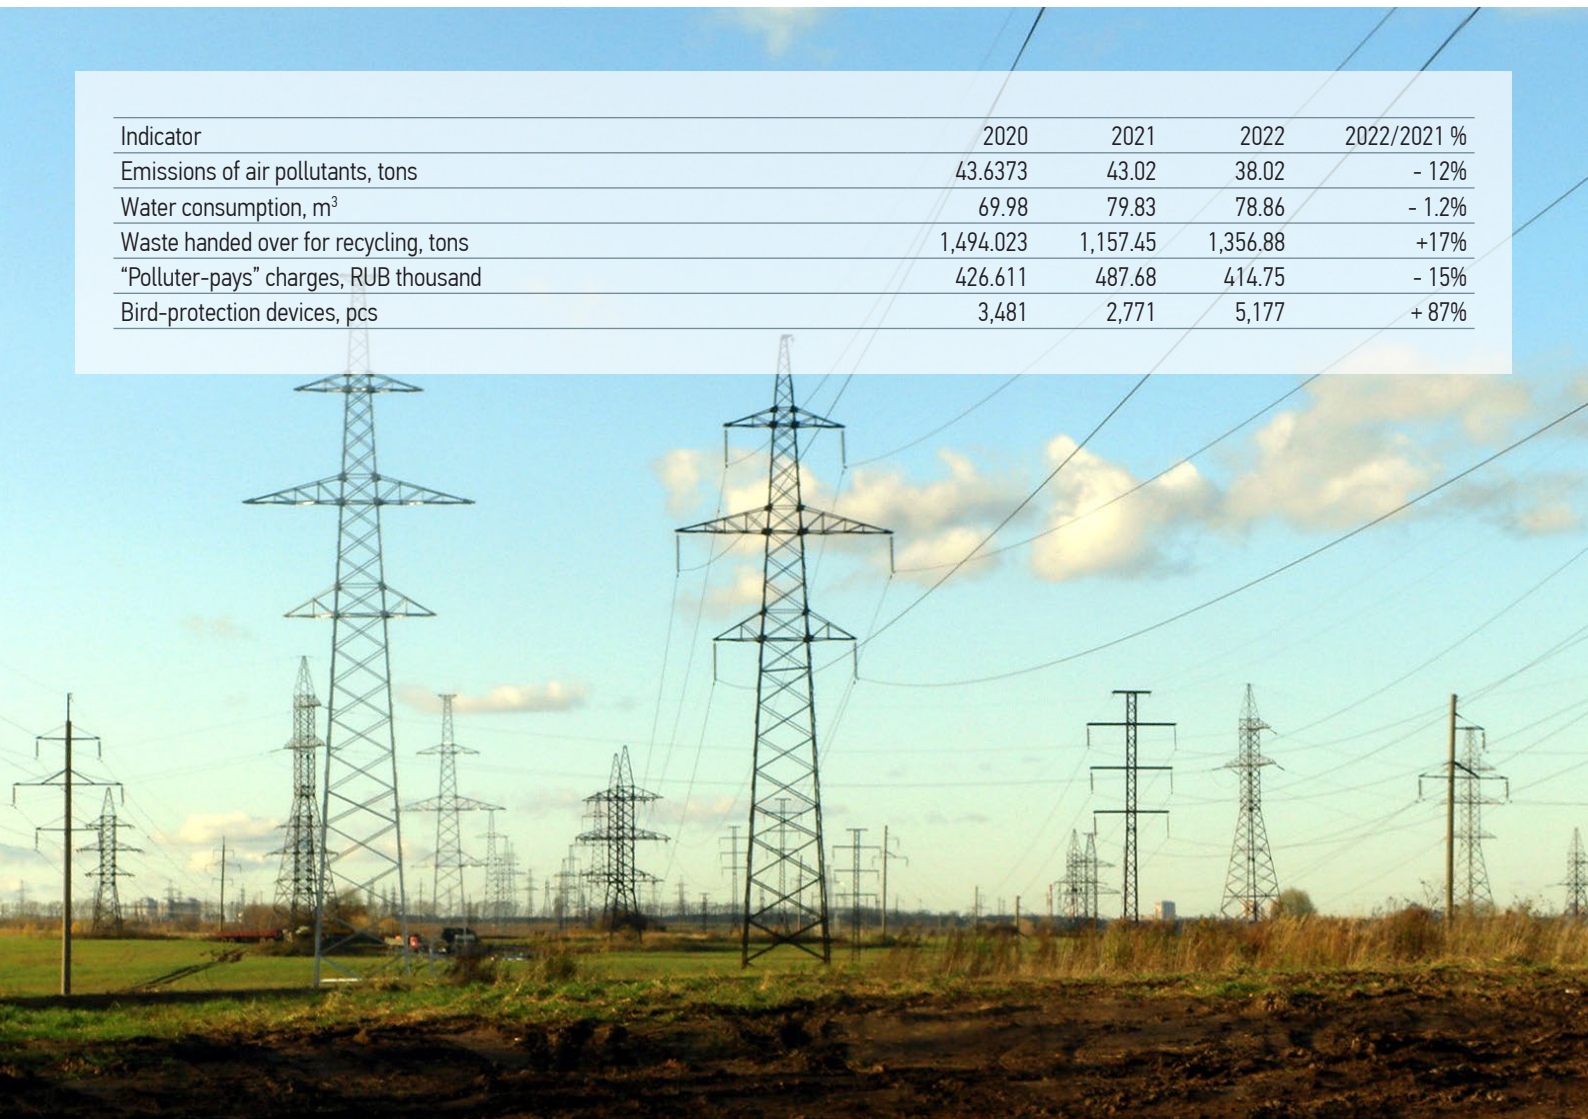 Indicator 2020 2021 2022 2022/2021 %
Emissions of air pollutants, tons 43.6373 43.02 38.02 - 12%
Water consumption, m³ 69.98 79.83 78.86 - 1.2%
Waste handed over for recycling, tons 1,494.023 1,157.45 1,356.88 +17%
“Polluter-pays” charges, RUB thousand 426.611 487.68 414.75 - 15%
Bird-protection devices, pcs 3,481 2,771 5,177 + 87%